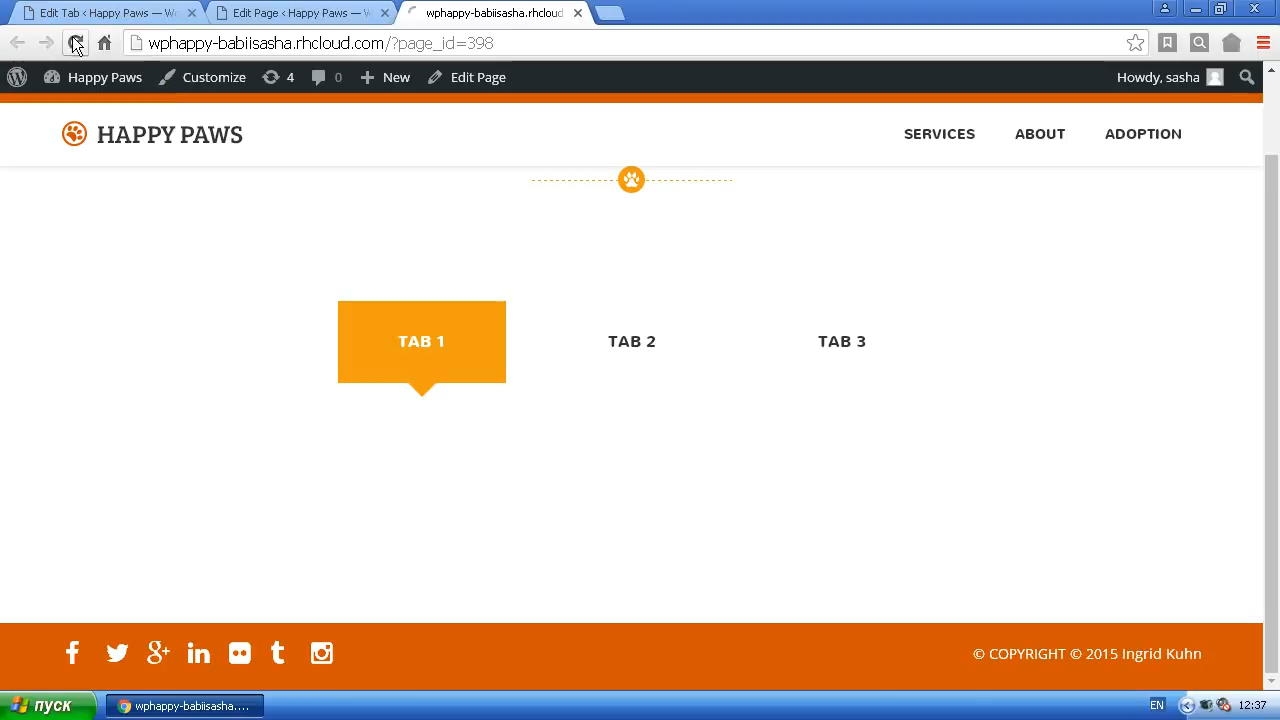 Edit Tab ‹ Happy Paws — W
Edit Page ‹ Happy Paws — W
wphappy-babiisasha.rhcloud
wphappy-babiisasha.rhcloud.com/?page_id=398
Happy Paws
Customize
4
0
New
Edit Page
Howdy, sasha
HAPPY PAWS
SERVICES
ABOUT
ADOPTION
TAB 1
TAB 2
TAB 3
© COPYRIGHT © 2015 Ingrid Kuhn
пуск
wphappy-babiisasha....
EN
12:37